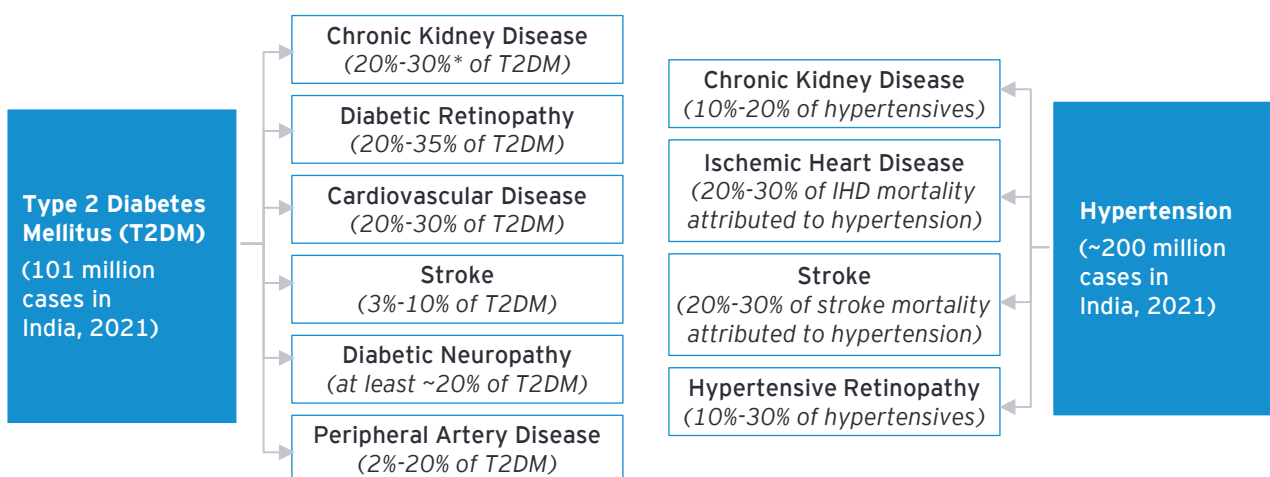 Type 2 Diabetes
Mellitus (T2DM)
(101 million
cases in
India, 2021)
Chronic Kidney Disease
(20%-30%* of T2DM)
Diabetic Retinopathy
(20%-35% of T2DM)
Cardiovascular Disease
(20%-30% of T2DM)
Stroke
(3%-10% of T2DM)
Diabetic Neuropathy
(at least ~20% of T2DM)
Peripheral Artery Disease
(2%-20% of T2DM)
Chronic Kidney Disease
(10%-20% of hypertensives)
Ischemic Heart Disease
(20%-30% of IHD mortality
attributed to hypertension)
Stroke
(20%-30% of stroke mortality
attributed to hypertension)
Hypertensive Retinopathy
(10%-30% of hypertensives)
Hypertension
(~200 million
cases in
India, 2021)